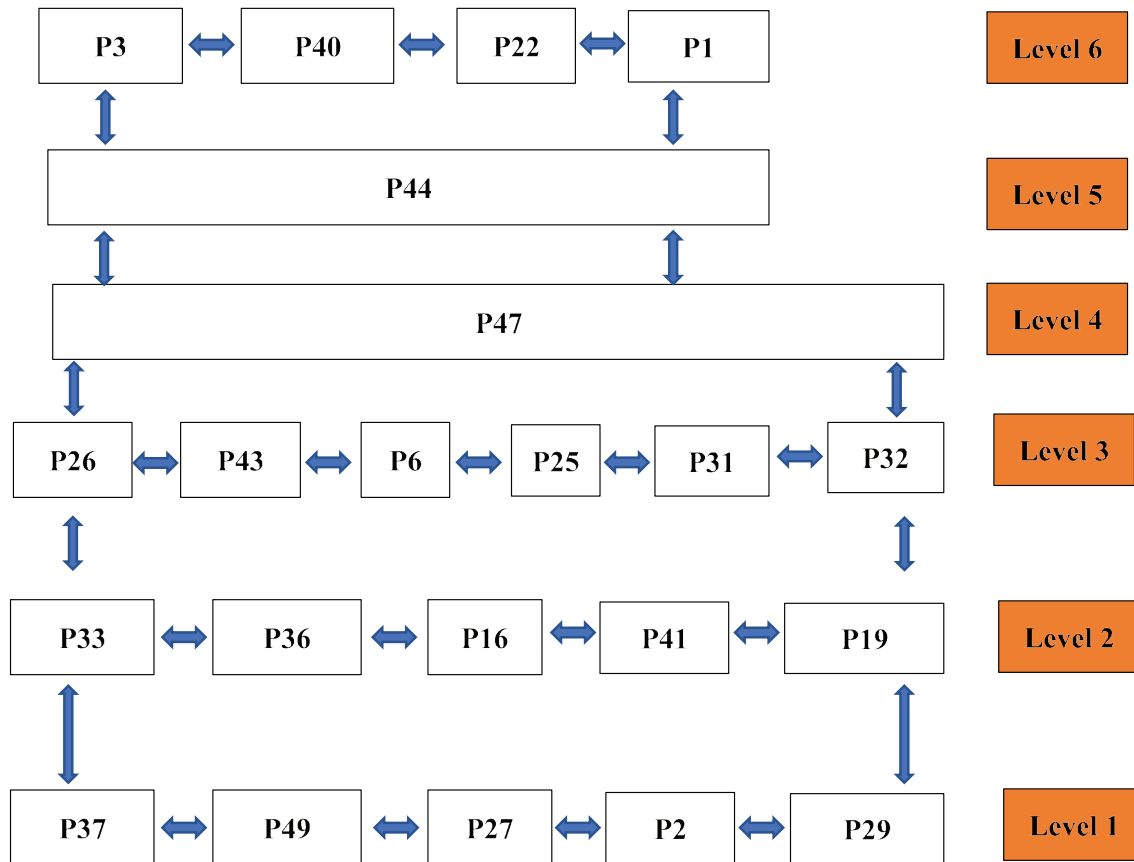 P3 P40 P22 P1 Level 6
P44 Level 5
P47 Level 4
P26 P43 P6 P25 P31 P32 Level 3
P33 P36 P16 P41 P19 Level 2
P37 P49 P27 P2 P29 Level 1